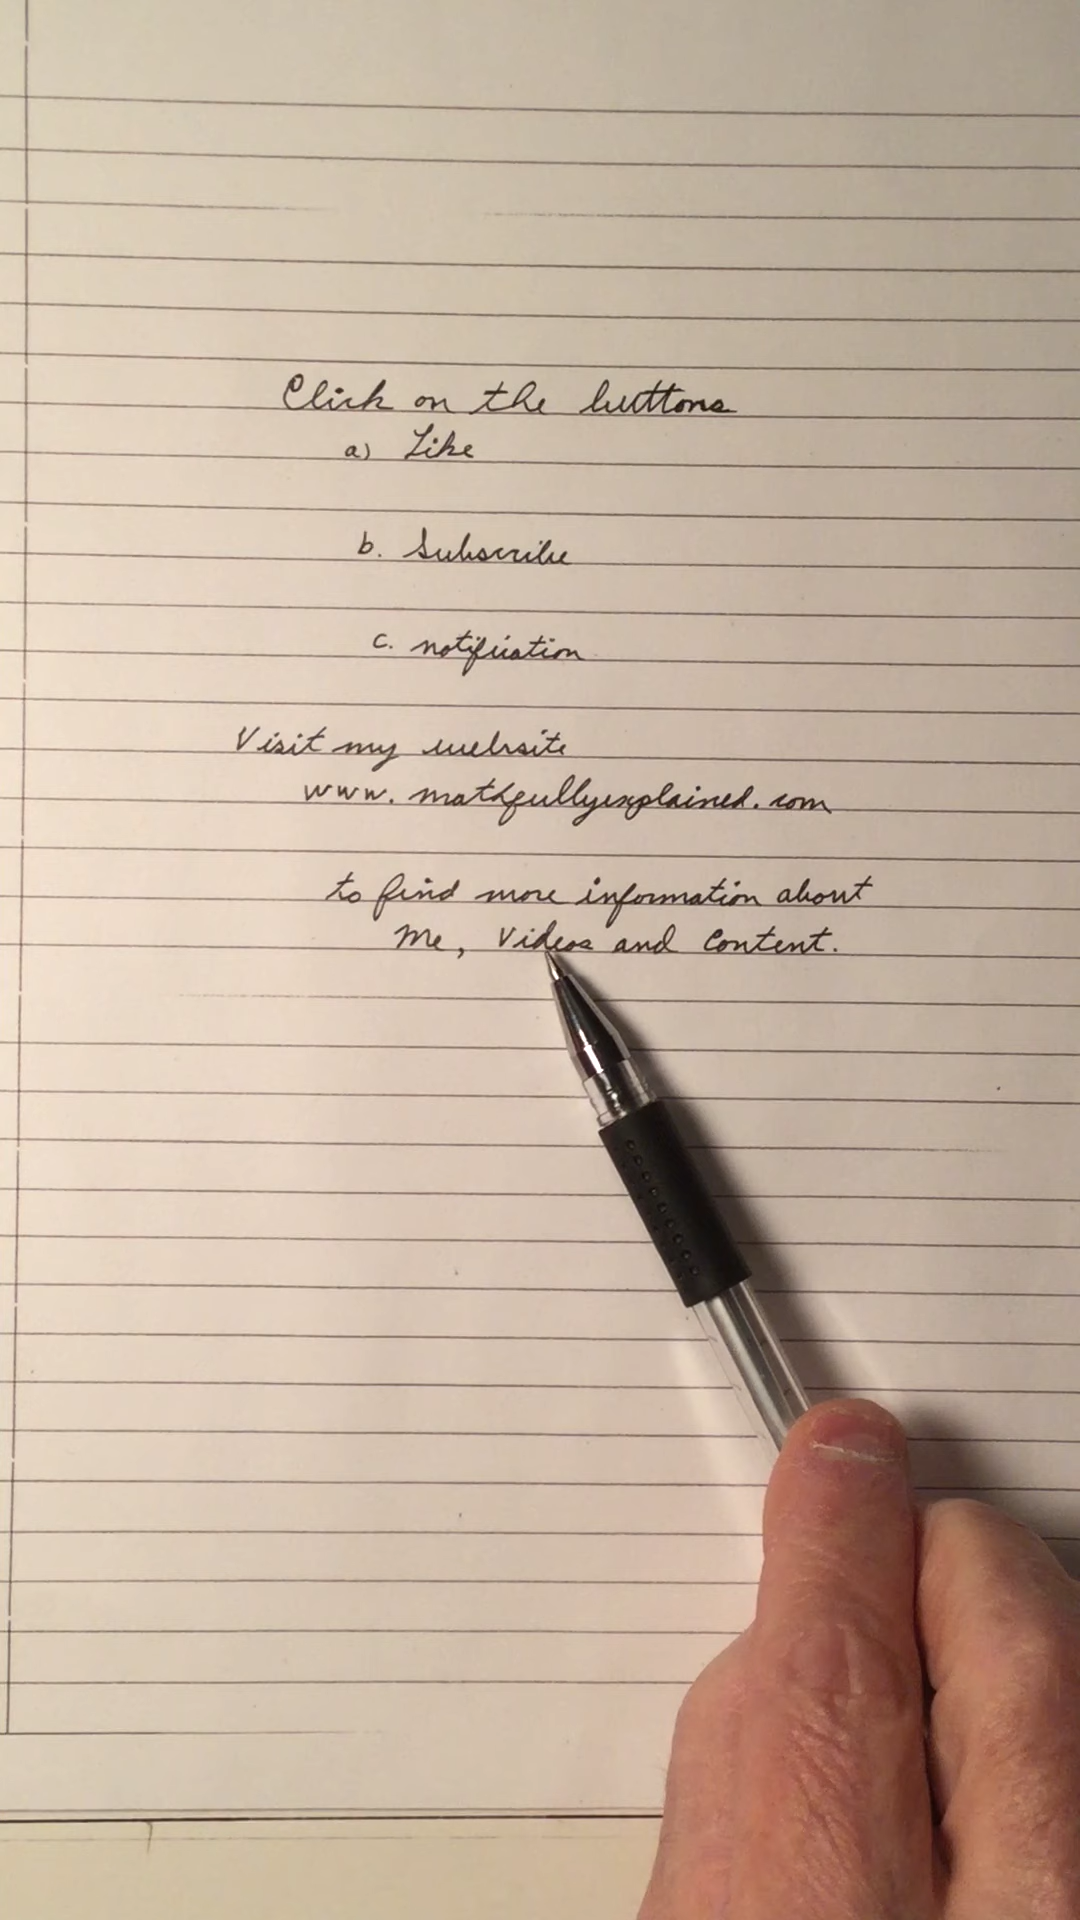 Click on the buttons
a) Like
b. Subscribe
c. notification
Visit my website
www.mathfullyexplained.com
to find more information about
Me, Videos and Content.